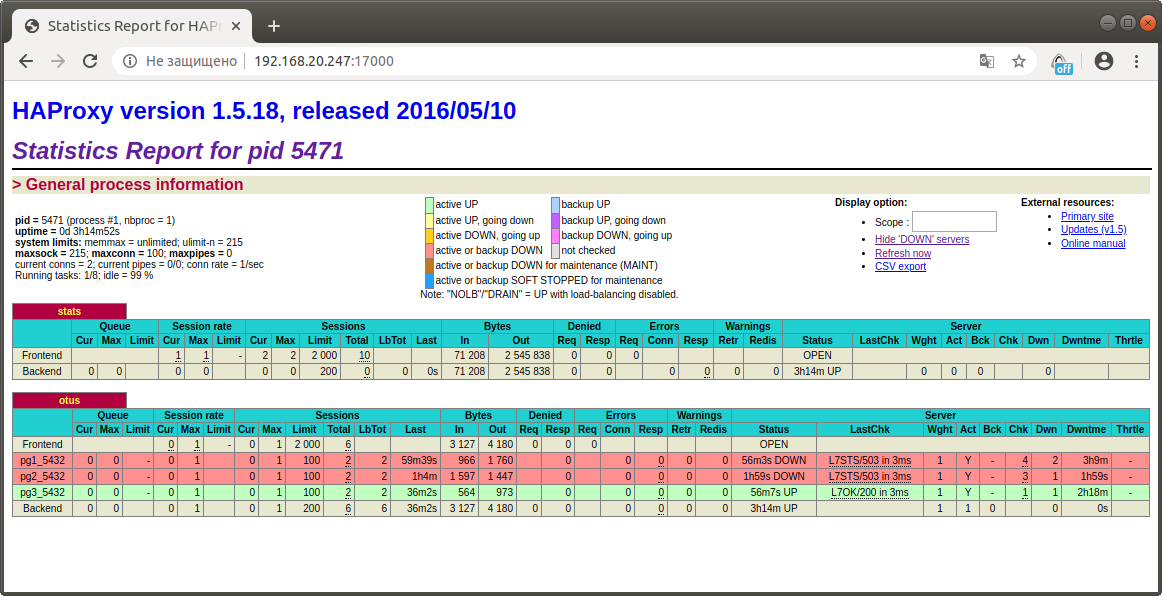 Statistics Report for HAP
Не защищено 192.168.20.247:17000
off
HAProxy version 1.5.18, released 2016/05/10
Statistics Report for pid 5471
> General process information
pid = 5471 (process #1, nbproc = 1)
uptime = 0d 3h14m52s
system limits: memmax = unlimited; ulimit-n = 215
maxsock = 215; maxconn = 100; maxpipes = 0
current conns = 2; current pipes = 0/0; conn rate = 1/sec
Running tasks: 1/8; idle = 99 %
active UP backup UP
active UP, going down backup UP, going down
active DOWN, going up backup DOWN, going up
active or backup DOWN not checked
active or backup DOWN for maintenance (MAINT)
active or backup SOFT STOPPED for maintenance
Note: "NOLB"/"DRAIN" = UP with load-balancing disabled.
Display option:
Scope :
Hide 'DOWN' servers
Refresh now
CSV export
External resources:
Primary site
Updates (v1.5)
Online manual
stats
Queue Session rate Sessions Bytes Denied Errors Warnings Server
Cur Max Limit Cur Max Limit Cur Max Limit Total LbTot Last In Out Req Resp Req Conn Resp Retr Redis Status LastChk Wght Act Bck Chk Dwn Dwntme Thrtle
Frontend 1 1 - 2 2 2 000 10 71 208 2 545 838 0 0 0 OPEN
Backend 0 0 0 0 0 0 200 0 0 0s 71 208 2 545 838 0 0 0 0 0 0 3h14m UP 0 0 0 0
otus
Queue Session rate Sessions Bytes Denied Errors Warnings Server
Cur Max Limit Cur Max Limit Cur Max Limit Total LbTot Last In Out Req Resp Req Conn Resp Retr Redis Status LastChk Wght Act Bck Chk Dwn Dwntme Thrtle
Frontend 0 1 - 0 1 2 000 6 3 127 4 180 0 0 0 OPEN
pg1_5432 0 0 - 0 1 0 1 100 2 2 59m39s 966 1 760 0 0 0 0 0 56m3s DOWN L7STS/503 in 3ms 1 Y - 4 2 3h9m -
pg2_5432 0 0 - 0 1 0 1 100 2 2 1h4m 1 597 1 447 0 0 0 0 0 1h59s DOWN L7STS/503 in 3ms 1 Y - 3 1 1h59s -
pg3_5432 0 0 - 0 1 0 1 100 2 2 36m2s 564 973 0 0 0 0 0 56m7s UP L7OK/200 in 3ms 1 Y - 1 1 2h18m -
Backend 0 0 0 1 0 1 200 6 6 36m2s 3 127 4 180 0 0 0 0 0 0 3h14m UP 1 1 0 0 0s